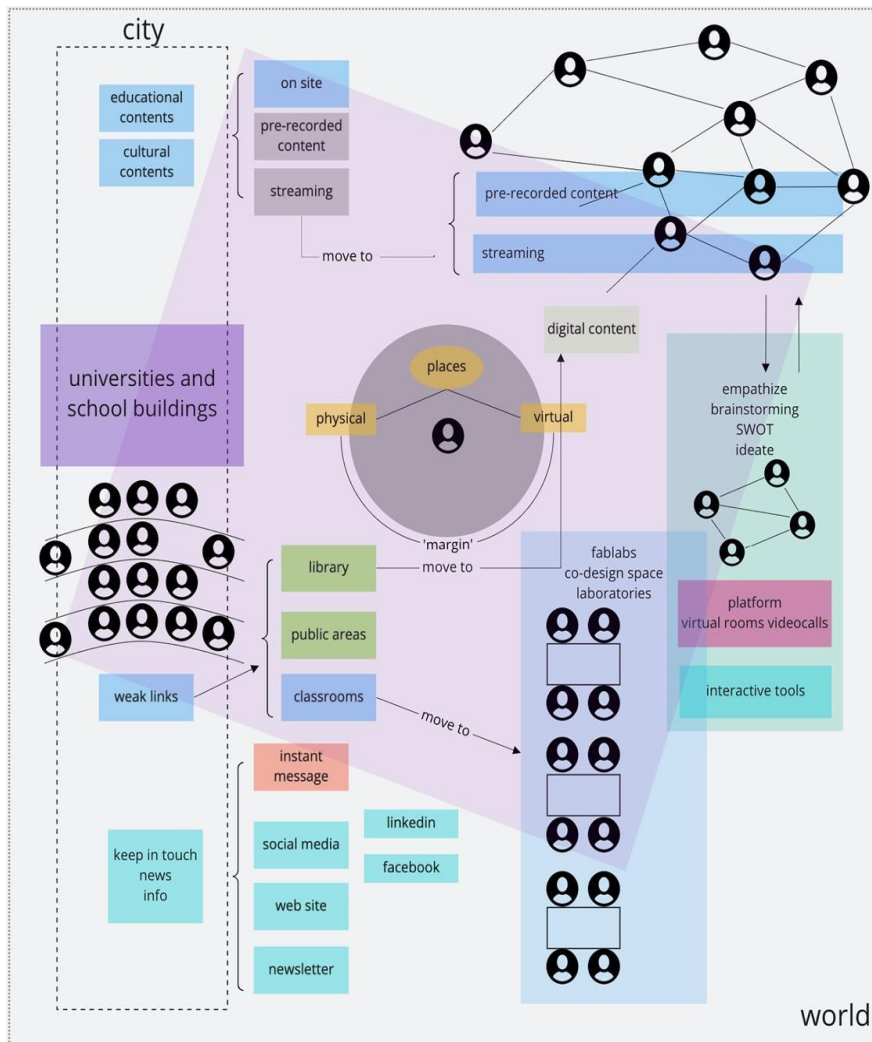 city
educational
contents
cultural
contents
on site
pre-recorded
content
streaming
move to
pre-recorded content
streaming
digital content
universities and
school buildings
places
physical
virtual
'margin'
empathize
brainstorming
SWOT
ideate
library
move to
public areas
weak links
classrooms
move to
fablabs
co-design space
laboratories
platform
virtual rooms videocalls
interactive tools
instant
message
keep in touch
news
info
social media
linkedin
facebook
web site
newsletter
world